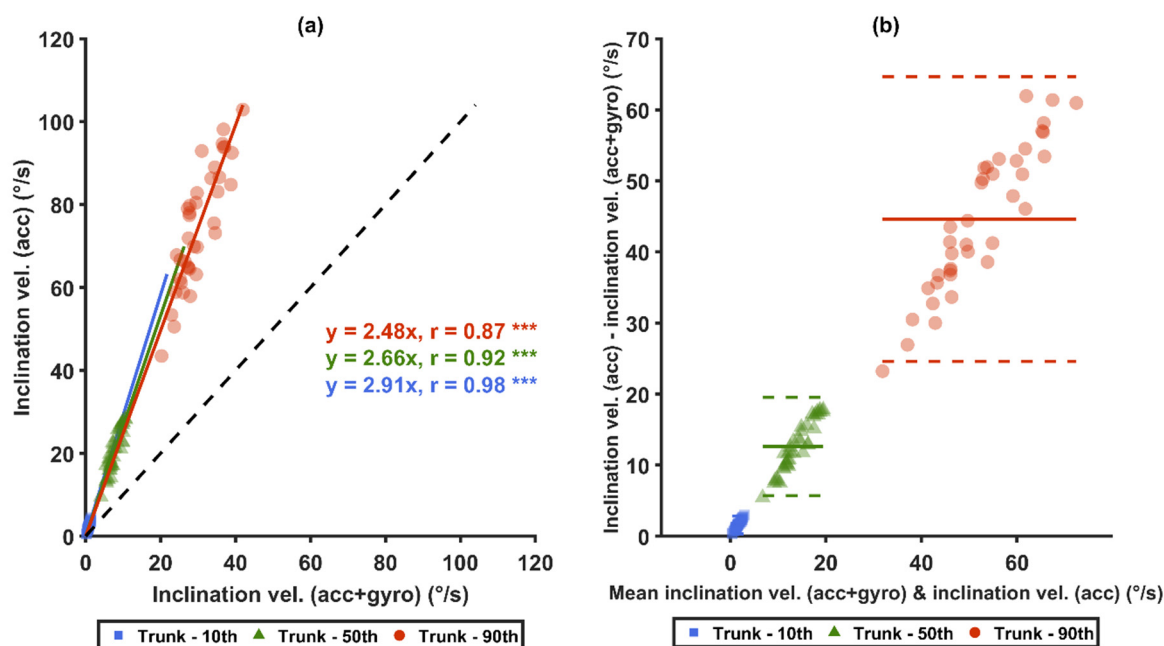 (a)
120
100
80
60
40
20
0
0 20 40 60 80 100 120
Inclination vel. (acc) (°/s)
y = 2.48x, r = 0.87 ***
y = 2.66x, r = 0.92 ***
y = 2.91x, r = 0.98 ***
Inclination vel. (acc+gyro) (°/s)
Trunk - 10th Trunk - 50th Trunk - 90th
(b)
70
60
50
40
30
20
10
0
0 20 40 60
Inclination vel. (acc) - inclination vel. (acc+gyro) (°/s)
Mean inclination vel. (acc+gyro) & inclination vel. (acc) (°/s)
Trunk - 10th Trunk - 50th Trunk - 90th